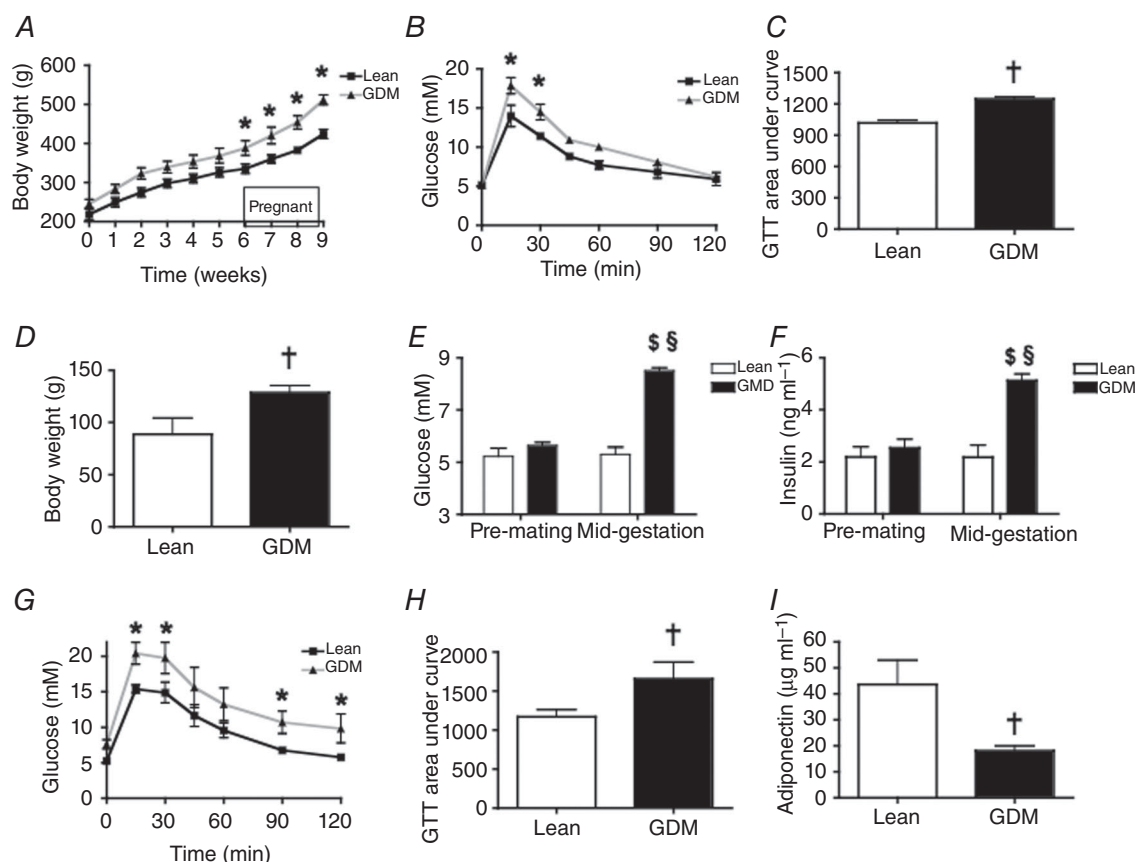 A
600
500
400
300
200
Body weight (g)
*
*
*
*
Lean
GDM
Pregnant
0 1 2 3 4 5 6 7 8 9
Time (weeks)
B
20
15
10
5
0
Glucose (mM)
* *
Lean
GDM
0 30 60 90 120
Time (min)
C
1500
1200
900
600
300
0
GTT area under curve
†
Lean GDM
D
150
100
50
0
Body weight (g)
†
Lean GDM
E
9
7
5
3
Glucose (mM)
$ §
Lean
GMD
Pre-mating Mid-gestation
F
6
4
2
0
Insulin (ng ml–1)
$ §
Lean
GDM
Pre-mating Mid-gestation
G
20
15
10
5
0
Glucose (mM)
* * * *
Lean
GDM
0 30 60 90 120
Time (min)
H
2000
1500
1000
500
0
GTT area under curve
†
Lean GDM
I
60
50
40
30
20
10
0
Adiponectin (µg ml–1)
†
Lean GDM